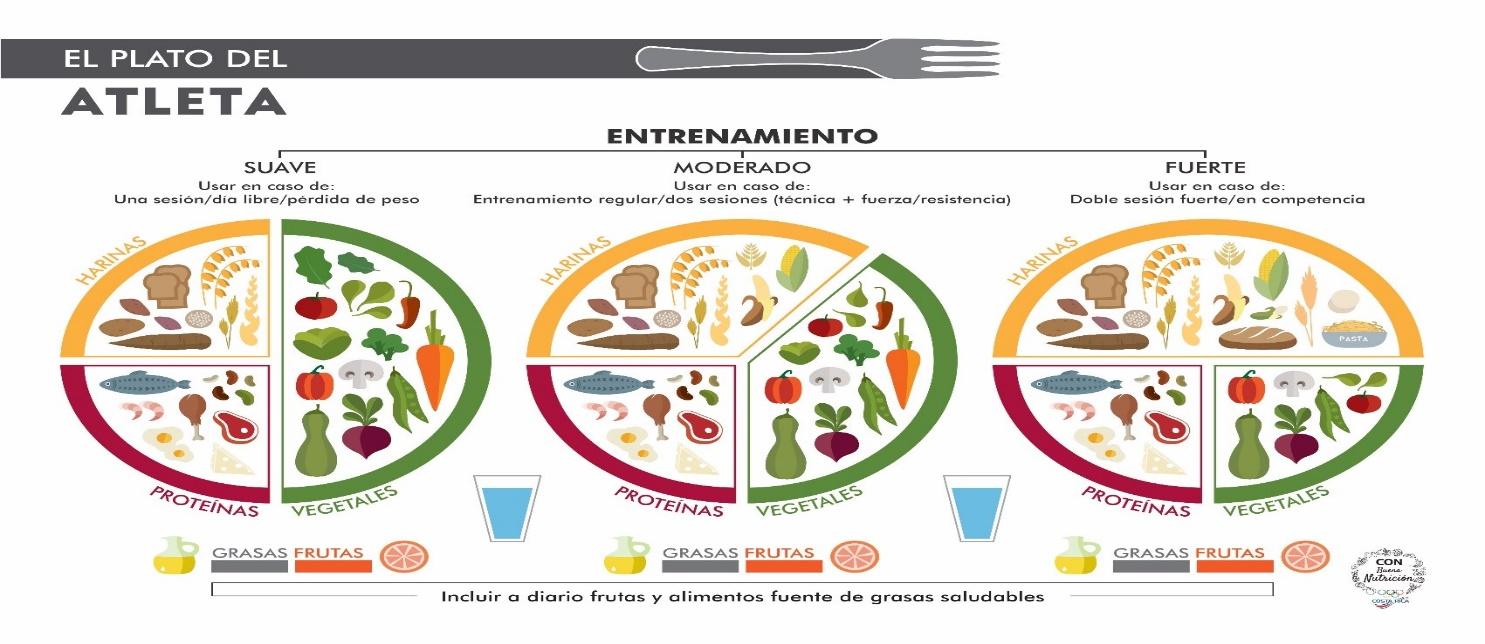 EL PLATO DEL
ATLETA
ENTRENAMIENTO
SUAVE
Usar en caso de:
Una sesión/día libre/pérdida de peso
MODERADO
Usar en caso de:
Entrenamiento regular/dos sesiones (técnica + fuerza/resistencia)
FUERTE
Usar en caso de:
Doble sesión fuerte/en competencia
HARINAS
PROTEÍNAS
VEGETALES
HARINAS
PROTEÍNAS
VEGETALES
HARINAS
PASTA
PROTEÍNAS
VEGETALES
GRASAS FRUTAS
GRASAS FRUTAS
GRASAS FRUTAS
Incluir a diario frutas y alimentos fuente de grasas saludables
CON
Buena
Nutrición
COSTA RICA